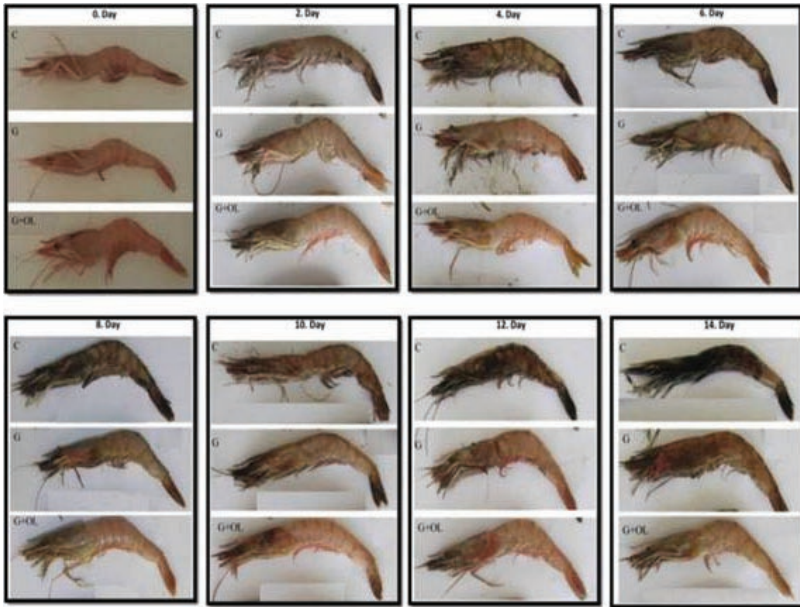 0. Day
C
G
G+OL
2. Day
C
G
G+OL
4. Day
C
G
G+OL
6. Day
C
G
G+OL
8. Day
C
G
G+OL
10. Day
C
G
G+OL
12. Day
C
G
G+OL
14. Day
C
G
G+OL